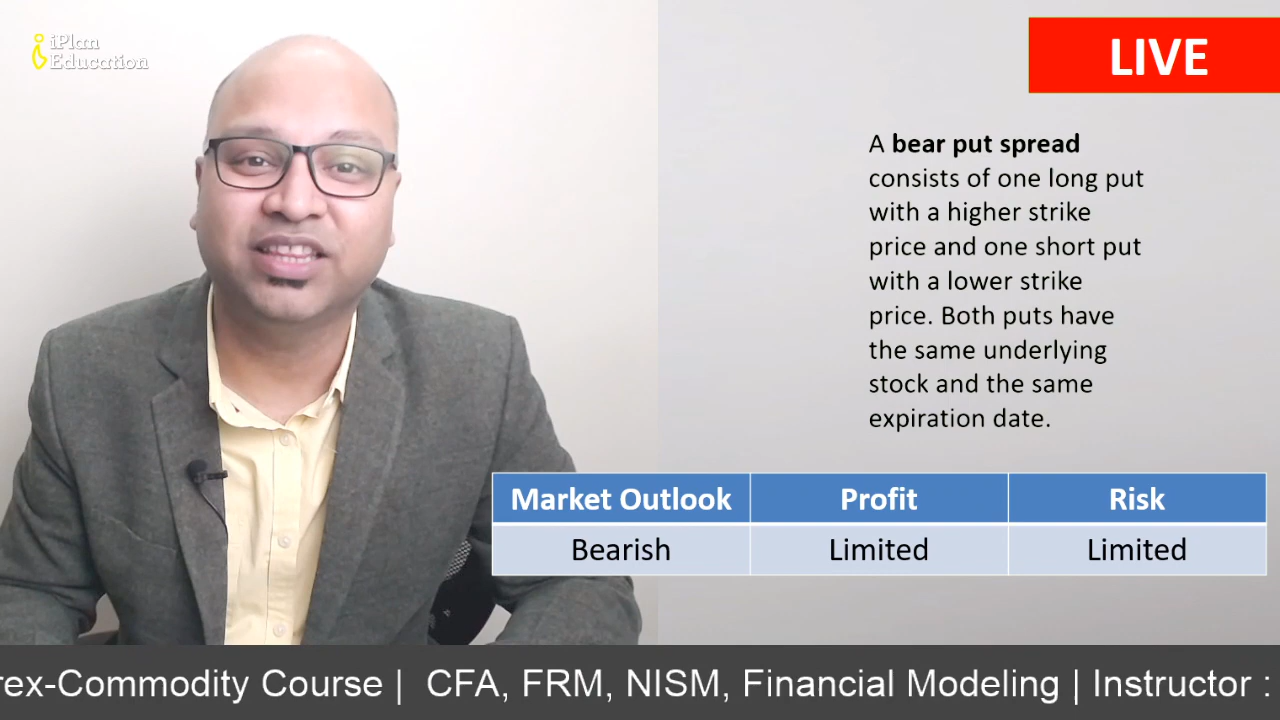 iPlan
Education
LIVE
A bear put spread
consists of one long put
with a higher strike
price and one short put
with a lower strike
price. Both puts have
the same underlying
stock and the same
expiration date.
Market Outlook Profit Risk
Bearish Limited Limited
rex-Commodity Course | CFA, FRM, NISM, Financial Modeling | Instructor :